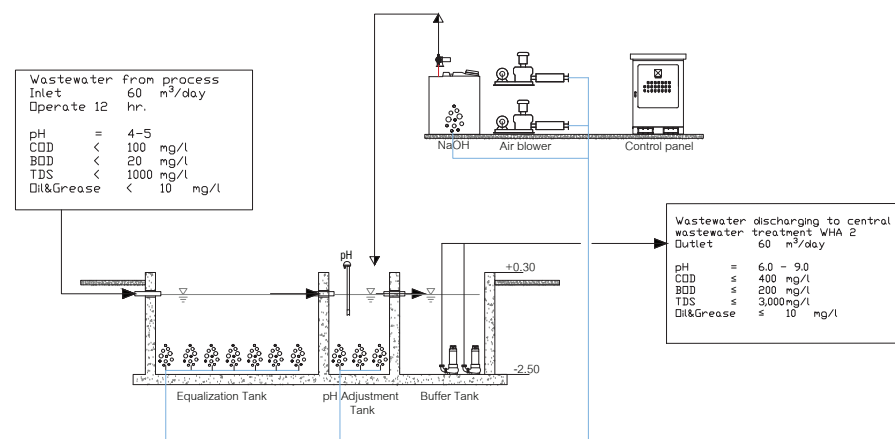 Wastewater from process
Inlet 60 m³/day
Operate 12 hr.
pH = 4-5
COD < 100 mg/l
BOD < 20 mg/l
TDS < 1000 mg/l
Oil&Grease < 10 mg/l
NaOH
Air blower
Control panel
Wastewater discharging to central
wastewater treatment WHA 2
Outlet 60 m³/day
pH = 6.0 - 9.0
COD ≤ 400 mg/l
BOD ≤ 200 mg/l
TDS ≤ 3,000mg/l
Oil&Grease ≤ 10 mg/l
pH
+0.30
-2.50
Equalization Tank
pH Adjustment
Tank
Buffer Tank